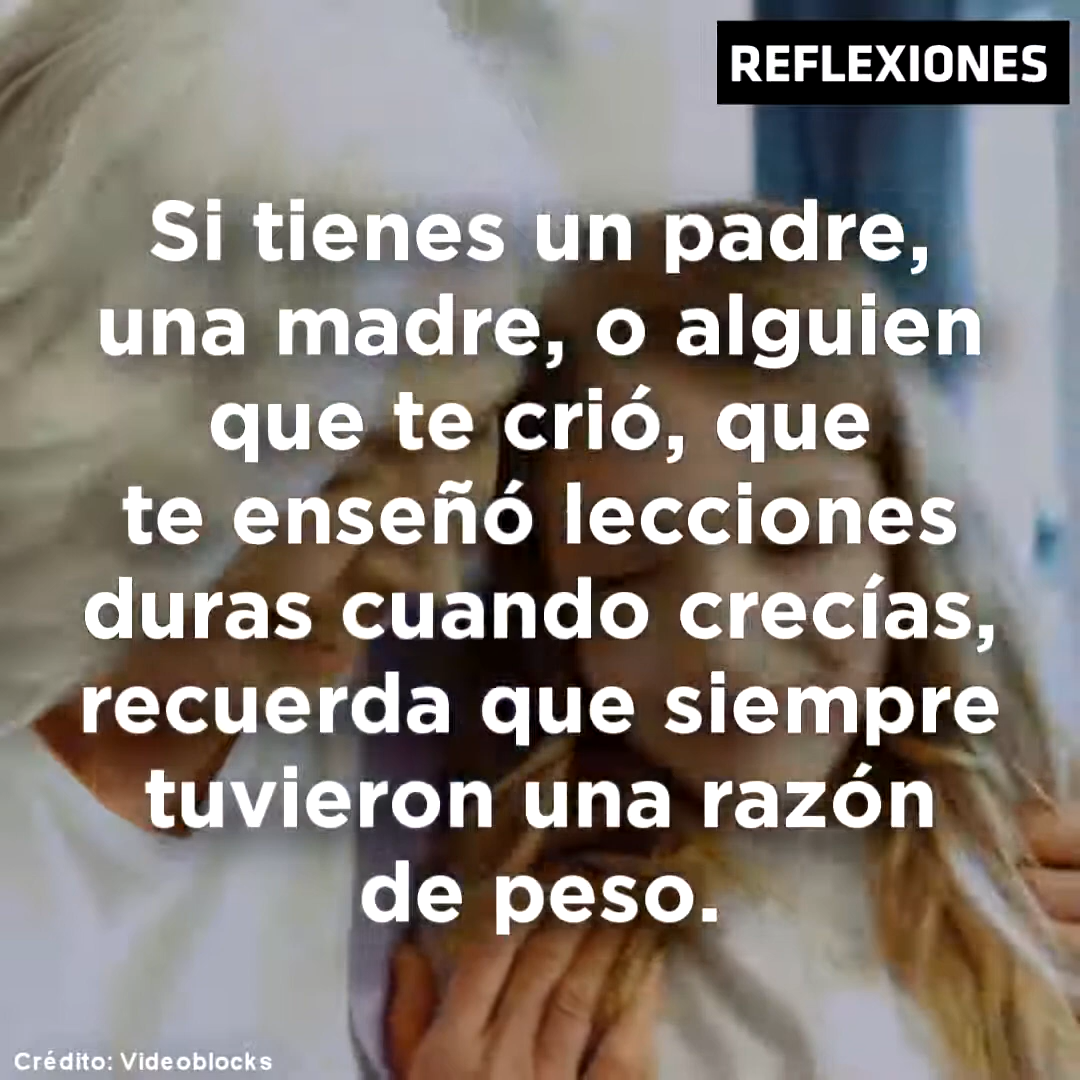 REFLEXIONES
Si tienes un padre,
una madre, o alguien
que te crió, que
te enseñó lecciones
duras cuando crecías,
recuerda que siempre
tuvieron una razón
de peso.
Crédito: Videoblocks